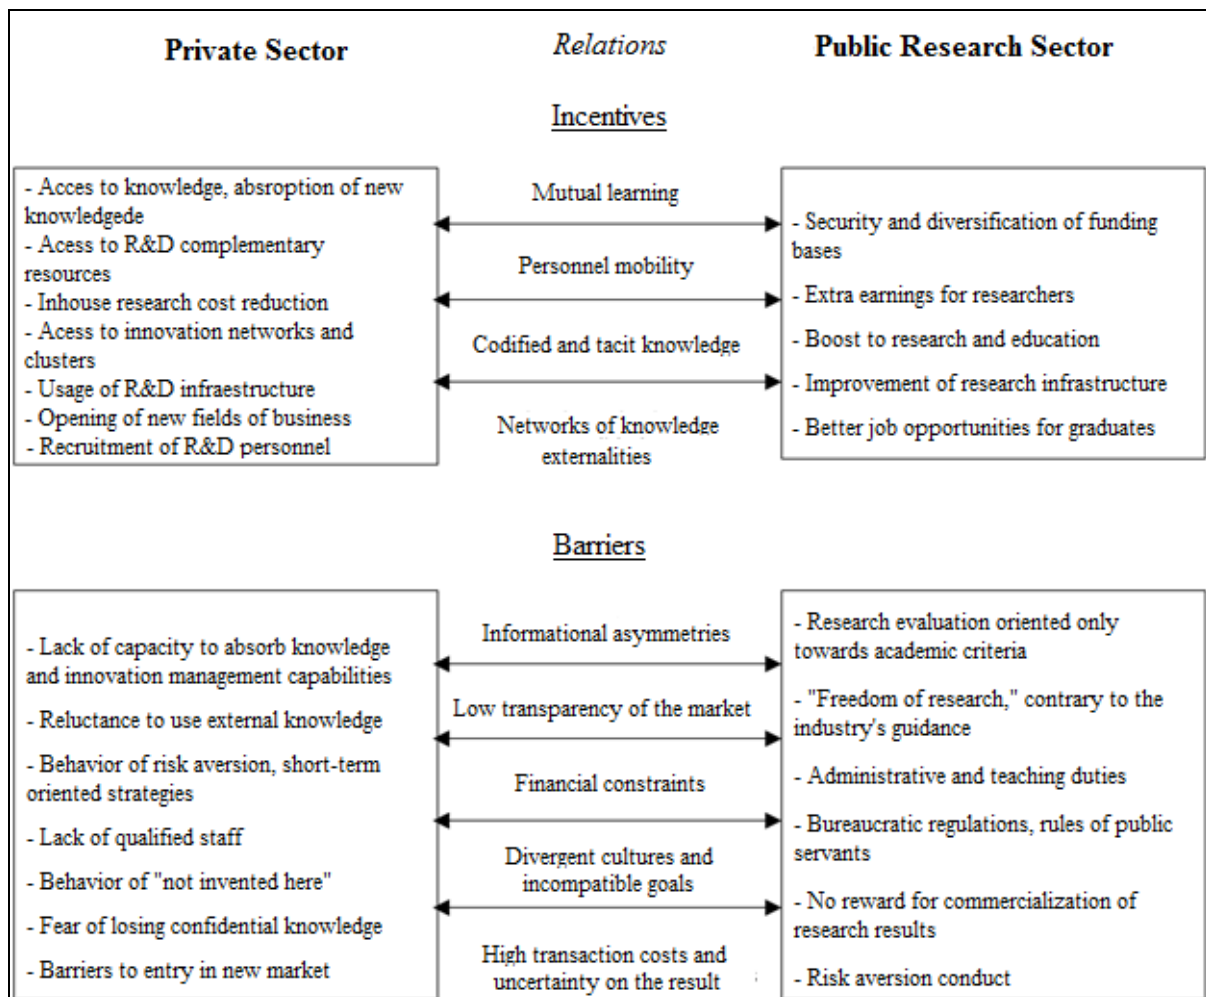 Private Sector
Relations
Public Research Sector
Incentives
- Acces to knowledge, absroption of new
knowledgede
- Acess to R&D complementary
resources
- Inhouse research cost reduction
- Acess to innovation networks and
clusters
- Usage of R&D infraestructure
- Opening of new fields of business
- Recruitment of R&D personnel
Mutual learning
Personnel mobility
Codified and tacit knowledge
Networks of knowledge
externalities
- Security and diversification of funding
bases
- Extra earnings for researchers
- Boost to research and education
- Improvement of research infrastructure
- Better job opportunities for graduates
Barriers
- Lack of capacity to absorb knowledge
and innovation management capabilities
- Reluctance to use external knowledge
- Behavior of risk aversion, short-term
oriented strategies
- Lack of qualified staff
- Behavior of "not invented here"
- Fear of losing confidential knowledge
- Barriers to entry in new market
Informational asymmetries
Low transparency of the market
Financial constraints
Divergent cultures and
incompatible goals
High transaction costs and
uncertainty on the result
- Research evaluation oriented only
towards academic criteria
- "Freedom of research," contrary to the
industry's guidance
- Administrative and teaching duties
- Bureaucratic regulations, rules of public
servants
- No reward for commercialization of
research results
- Risk aversion conduct